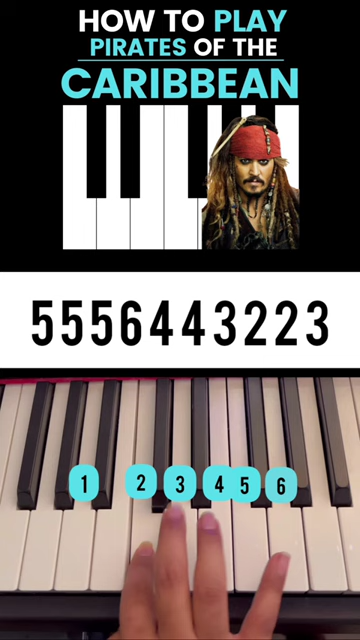 HOW TO PLAY
PIRATES OF THE
CARIBBEAN
5556443223
1 2 3 4 5 6